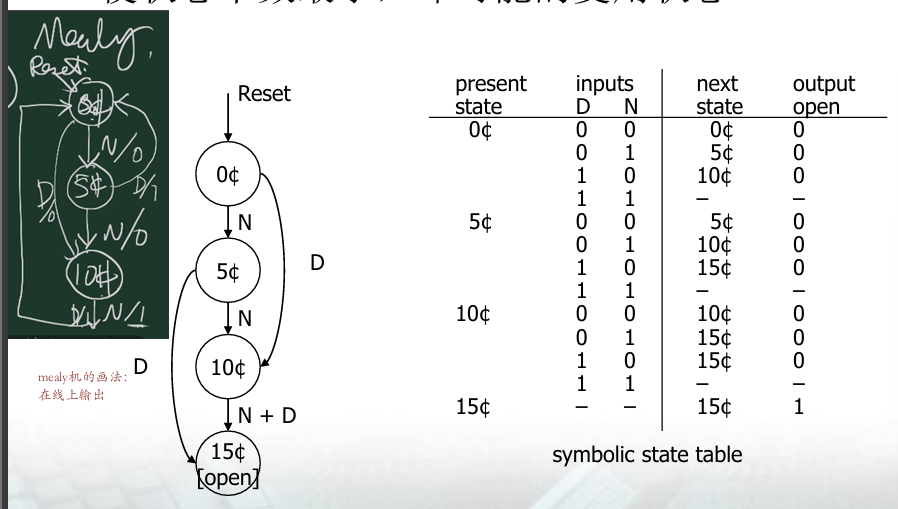 Mealy
Reset
0¢
N/0
5¢
D/0
D/1
N/0
10¢
D, N/1
mealy机的画法:
在线上输出
Reset
0¢
N
D
5¢
N
D
10¢
N + D
15¢
[open]
present inputs next output
state D N state open
0¢ 0 0 0¢ 0
0 1 5¢ 0
1 0 10¢ 0
1 1 – –
5¢ 0 0 5¢ 0
0 1 10¢ 0
1 0 15¢ 0
1 1 – –
10¢ 0 0 10¢ 0
0 1 15¢ 0
1 0 15¢ 0
1 1 – –
15¢ – – 15¢ 1
symbolic state table